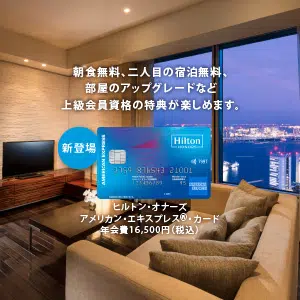 朝食無料、二人目の宿泊無料、
部屋のアップグレードなど
上級会員資格の特典が楽しめます。
新登場
Hilton
HONORS
AMERICAN EXPRESS
ヒルトン・オナーズ
アメリカン・エキスプレス®・カード
年会費16,500円(税込)